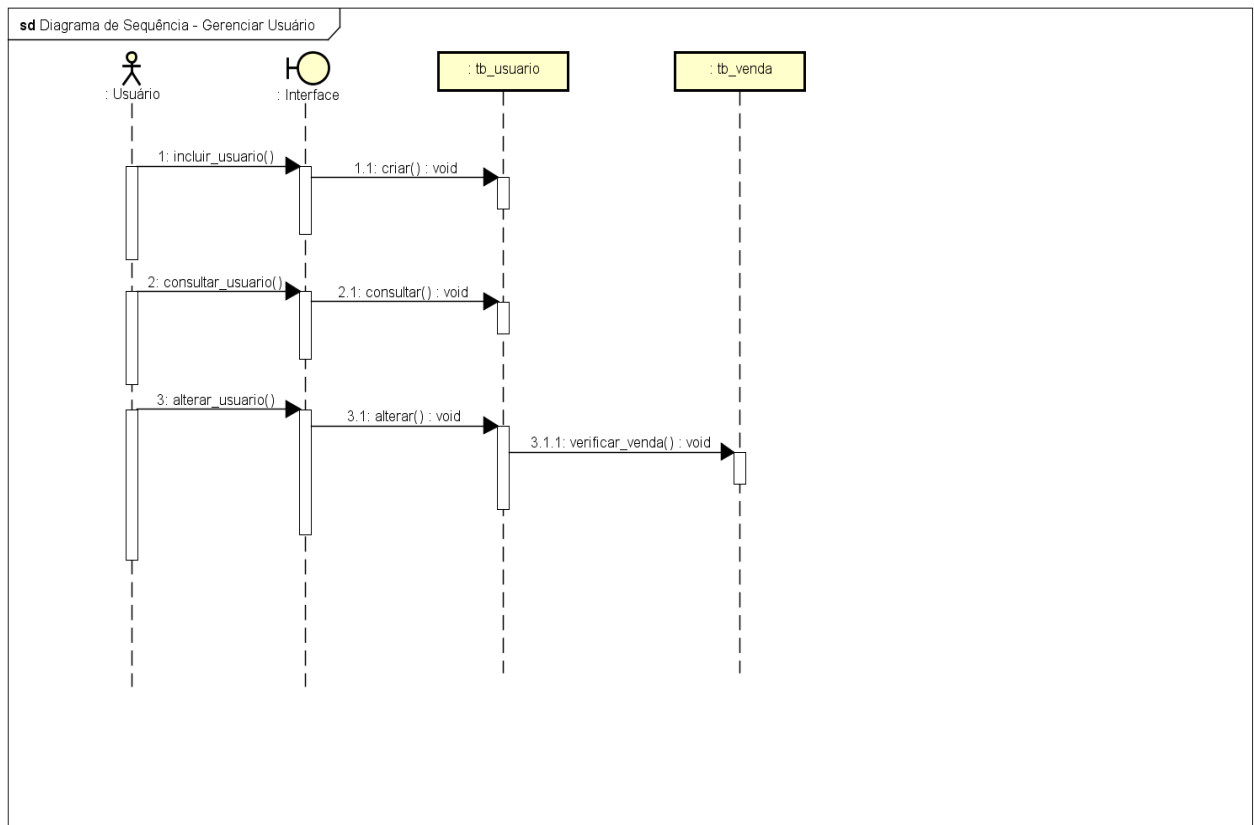 sd Diagrama de Sequência - Gerenciar Usuário
: Usuário
: Interface
: tb_usuario
: tb_venda
1: incluir_usuario()
1.1: criar() : void
2: consultar_usuario()
2.1: consultar() : void
3: alterar_usuario()
3.1: alterar() : void
3.1.1: verificar_venda() : void